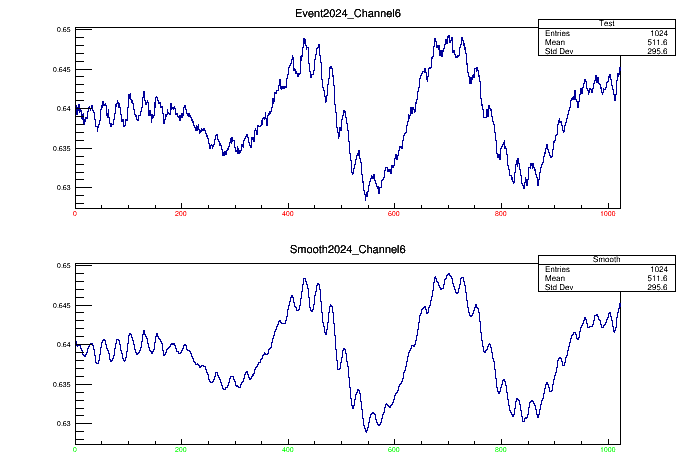 Event2024_Channel6
Test
Entries 1024
Mean 511.6
Std Dev 295.6
0.65
0.645
0.64
0.635
0.63
0 200 400 600 800 1000
Smooth2024_Channel6
Smooth
Entries 1024
Mean 511.6
Std Dev 295.6
0.65
0.645
0.64
0.635
0.63
0 200 400 600 800 1000